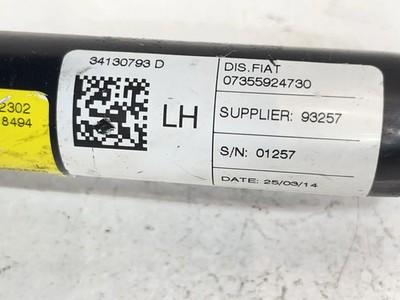 2302
8494
34130793 D
LH
DIS.FIAT
07355924730
SUPPLIER: 93257
S/N: 01257
DATE: 25/03/14